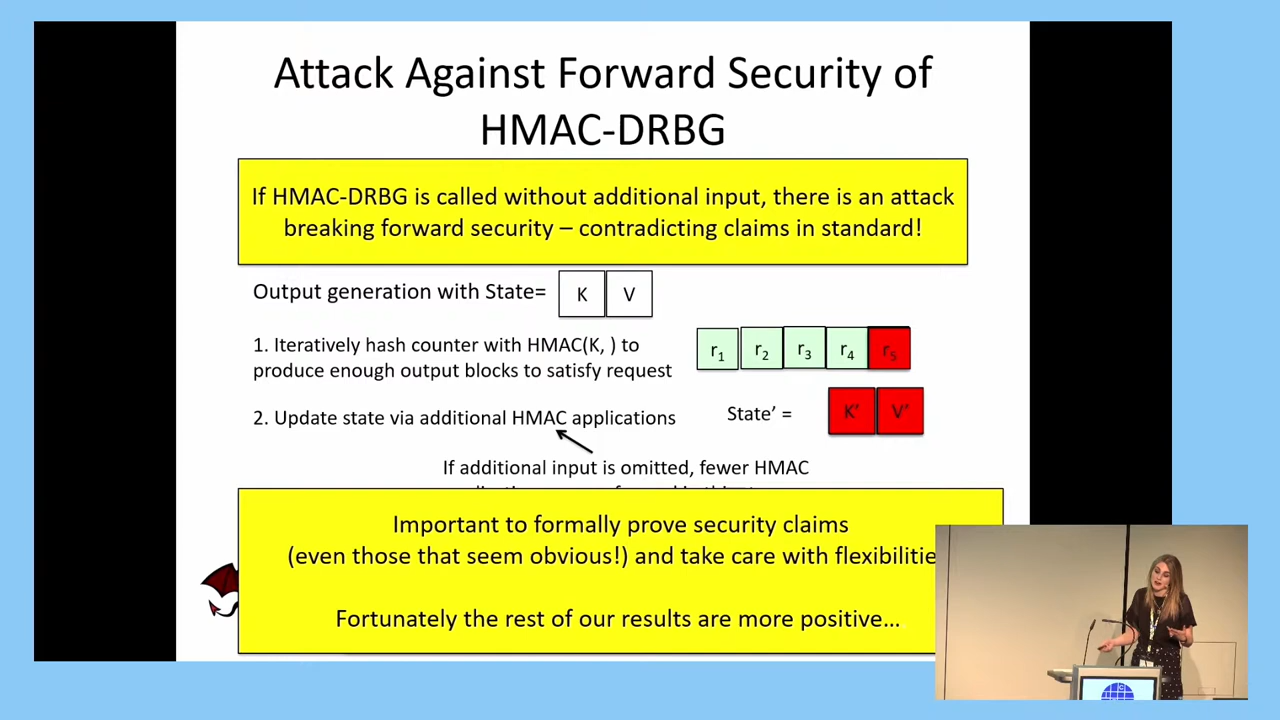 Attack Against Forward Security of
HMAC-DRBG
If HMAC-DRBG is called without additional input, there is an attack
breaking forward security – contradicting claims in standard!
Output generation with State= K V
1. Iteratively hash counter with HMAC(K, ) to
produce enough output blocks to satisfy request
r1 r2 r3 r4 r5
2. Update state via additional HMAC applications
State’ = K’ V’
If additional input is omitted, fewer HMAC
Important to formally prove security claims
(even those that seem obvious!) and take care with
Fortunately the rest of our results are more positive…